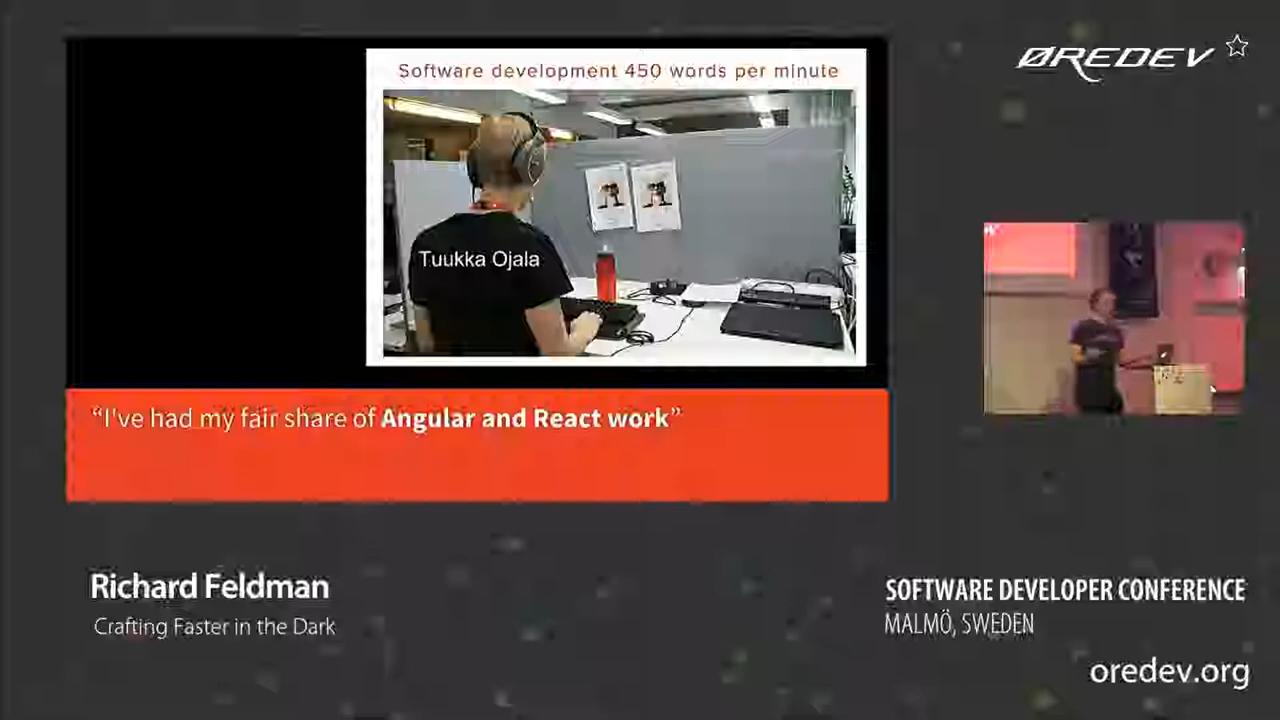 ØREDEV
Software development 450 words per minute
Tuukka Ojala
“I've had my fair share of Angular and React work”
Richard Feldman
Crafting Faster in the Dark
SOFTWARE DEVELOPER CONFERENCE
MALMÖ, SWEDEN
oredev.org